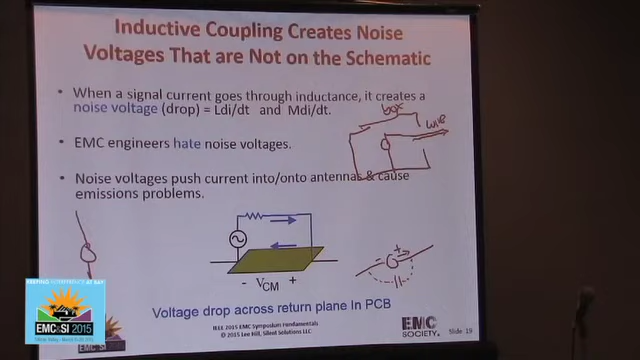 Inductive Coupling Creates Noise
Voltages That are Not on the Schematic
• When a signal current goes through inductance, it creates a
noise voltage (drop) = Ldi/dt and Mdi/dt.
box
wire
• EMC engineers hate noise voltages.
• Noise voltages push current into/onto antennas & cause
emissions problems.
- +
- VCM +
Voltage drop across return plane in PCB
IEEE 2015 EMC Symposium Fundamentals
© 2015 Lee Hill, Silent Solutions LLC
EMC
SOCIETY
Slide 19
EMC&SI 2015